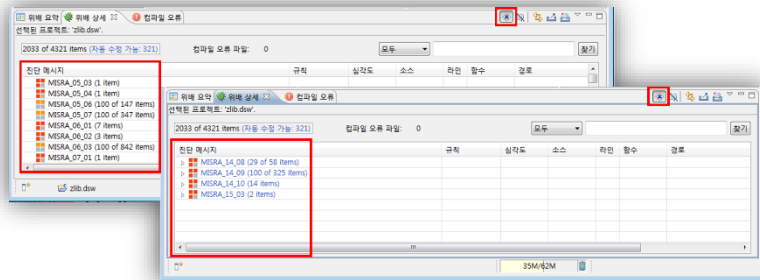 위배 요약 위배 상세 컴파일 오류
선택된 프로젝트: 'zlib.dsw'.
2033 of 4321 items (자동 수정 가능: 321) 컴파일 오류 파일: 0 모두 찾기
진단 메시지 규칙 심각도 소스 라인 함수 경로
MISRA_05_03 (1 item)
MISRA_05_04 (1 item)
MISRA_05_06 (100 of 147 items)
MISRA_05_07 (100 of 347 items)
MISRA_06_01 (7 items)
MISRA_06_02 (3 items)
MISRA_06_03 (100 of 842 items)
MISRA_07_01 (1 item)
zlib.dsw
위배 요약 위배 상세 컴파일 오류
선택된 프로젝트: 'zlib.dsw'.
2033 of 4321 items (자동 수정 가능: 321) 컴파일 오류 파일: 0 모두 찾기
진단 메시지 규칙 심각도 소스 라인 함수 경로
MISRA_14_08 (29 of 58 items)
MISRA_14_09 (100 of 325 items)
MISRA_14_10 (14 items)
MISRA_15_03 (2 items)
35M/62M